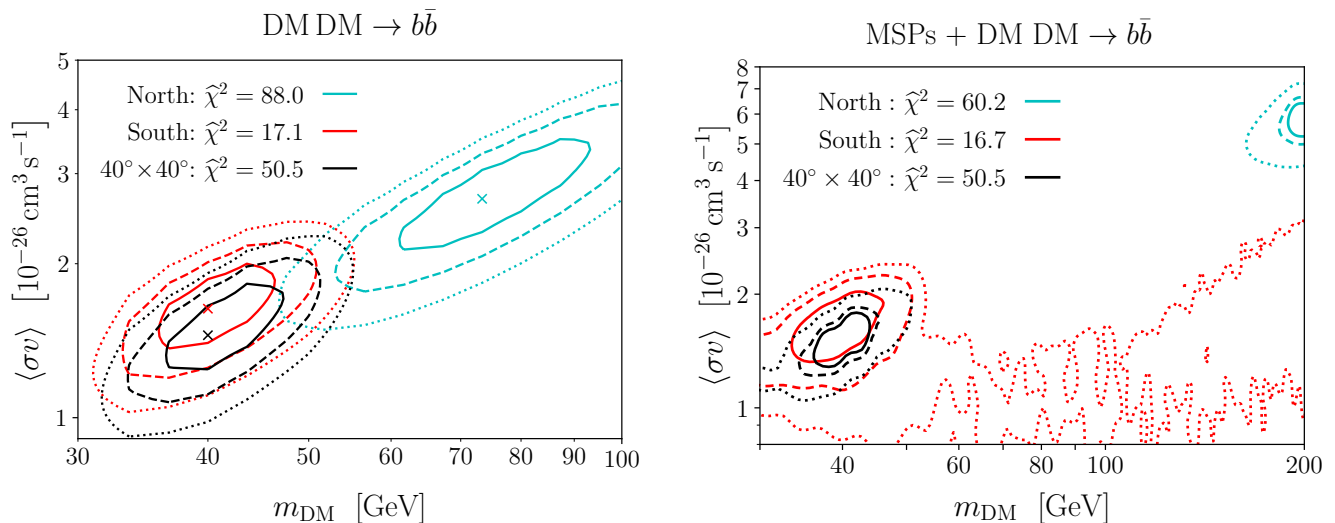 DM DM → bb̄
5
4
3
2
1
⟨σv⟩ [10⁻²⁶ cm³ s⁻¹]
North: χ̂² = 88.0
South: χ̂² = 17.1
40°×40°: χ̂² = 50.5
30 40 50 60 70 80 90 100
m_DM [GeV]
MSPs + DM DM → bb̄
8
7
6
5
4
3
2
1
⟨σv⟩ [10⁻²⁶ cm³ s⁻¹]
North : χ̂² = 60.2
South : χ̂² = 16.7
40° × 40° : χ̂² = 50.5
40 60 80 100 200
m_DM [GeV]